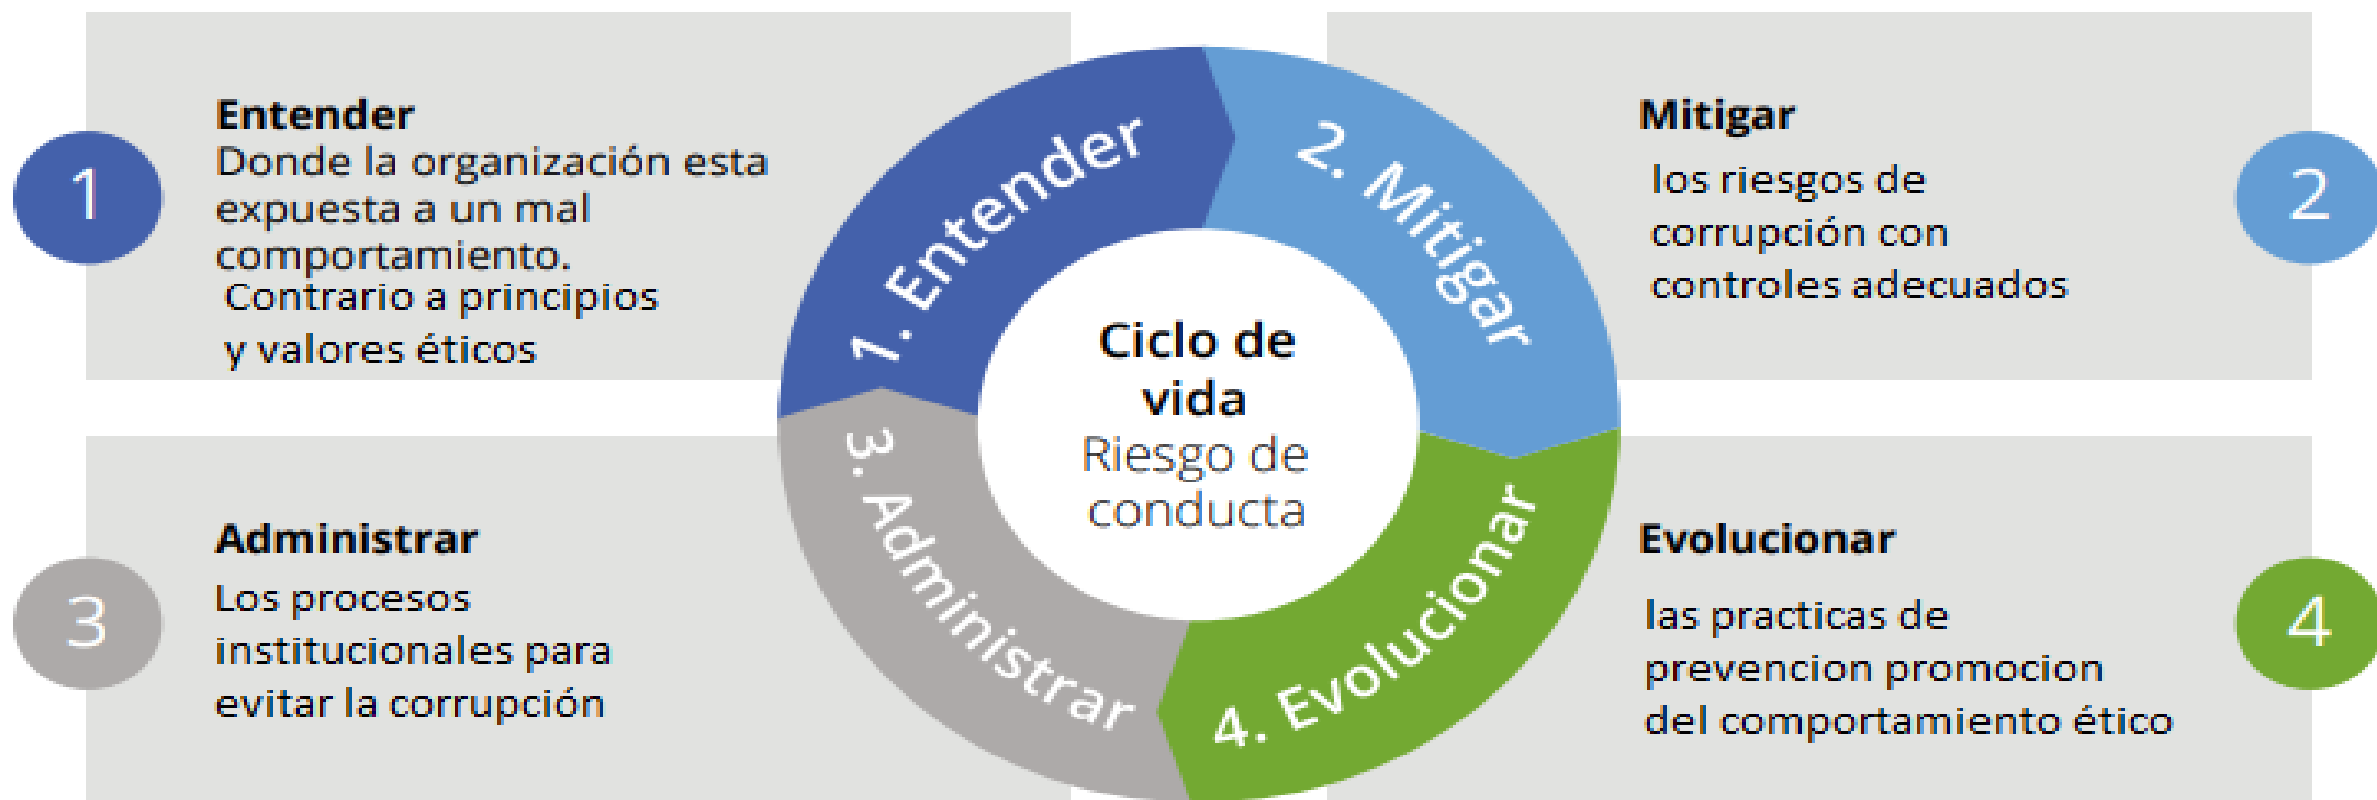 1
Entender
Donde la organización esta
expuesta a un mal
comportamiento.
Contrario a principios
y valores éticos
1. Entender
2. Mitigar
Mitigar
los riesgos de
corrupción con
controles adecuados
2
Ciclo de
vida
Riesgo de
conducta
3
Administrar
Los procesos
institucionales para
evitar la corrupción
3. Administrar
4. Evolucionar
Evolucionar
las practicas de
prevencion promocion
del comportamiento ético
4